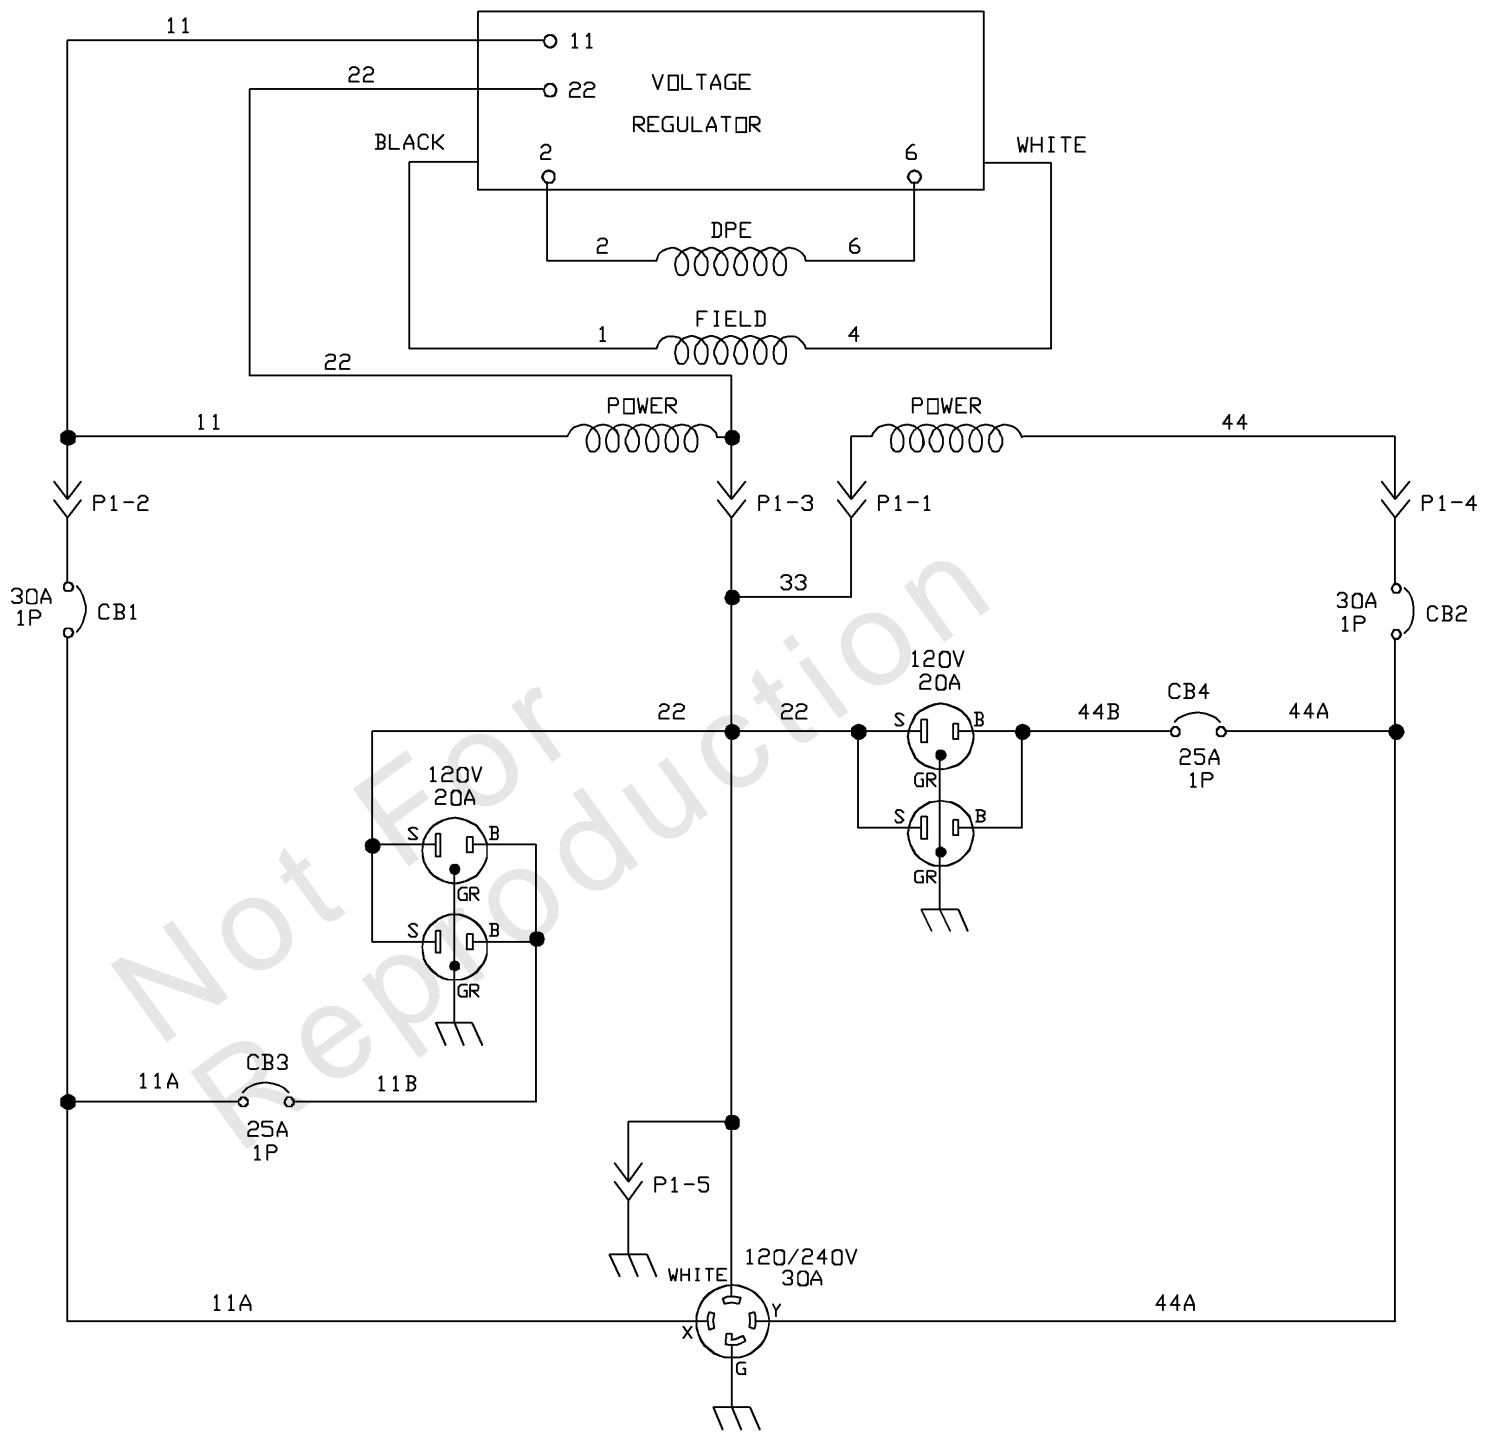 11
11
22
22
VOLTAGE
REGULATOR
BLACK
WHITE
2
6
DPE
2
6
FIELD
1
4
22
POWER
POWER
11
44
P1-2
P1-3
P1-1
P1-4
33
30A
1P
CB1
30A
1P
CB2
120V
20A
CB4
22
22
S
B
44B
44A
GR
25A
1P
120V
20A
S
B
GR
S
B
GR
S
B
GR
CB3
11A
11B
25A
1P
P1-5
120/240V
30A
WHITE
11A
44A
X
Y
G
Not For
Reproduction